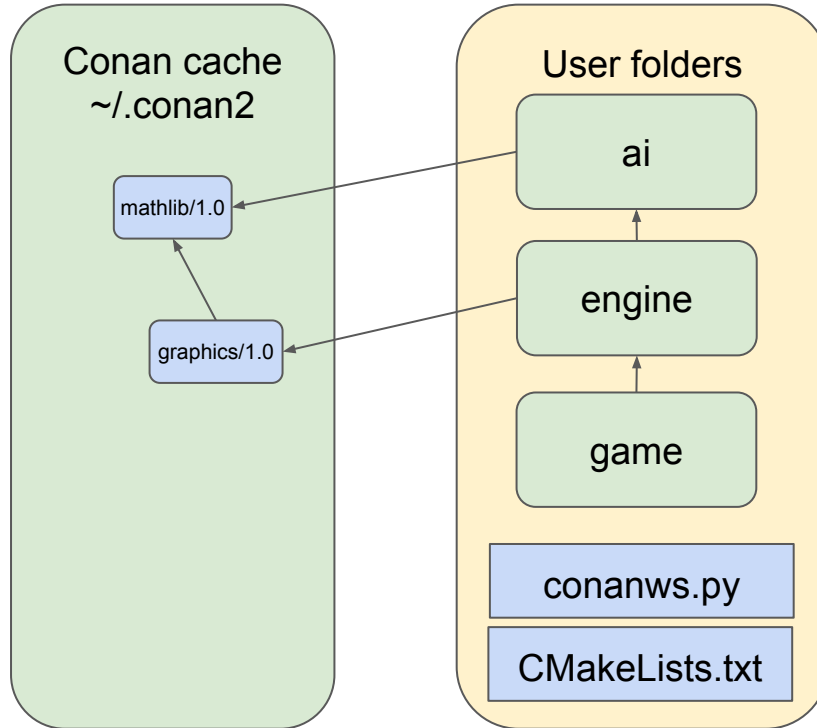 Conan cache
~/.conan2
mathlib/1.0
graphics/1.0
User folders
ai
engine
game
conanws.py
CMakeLists.txt